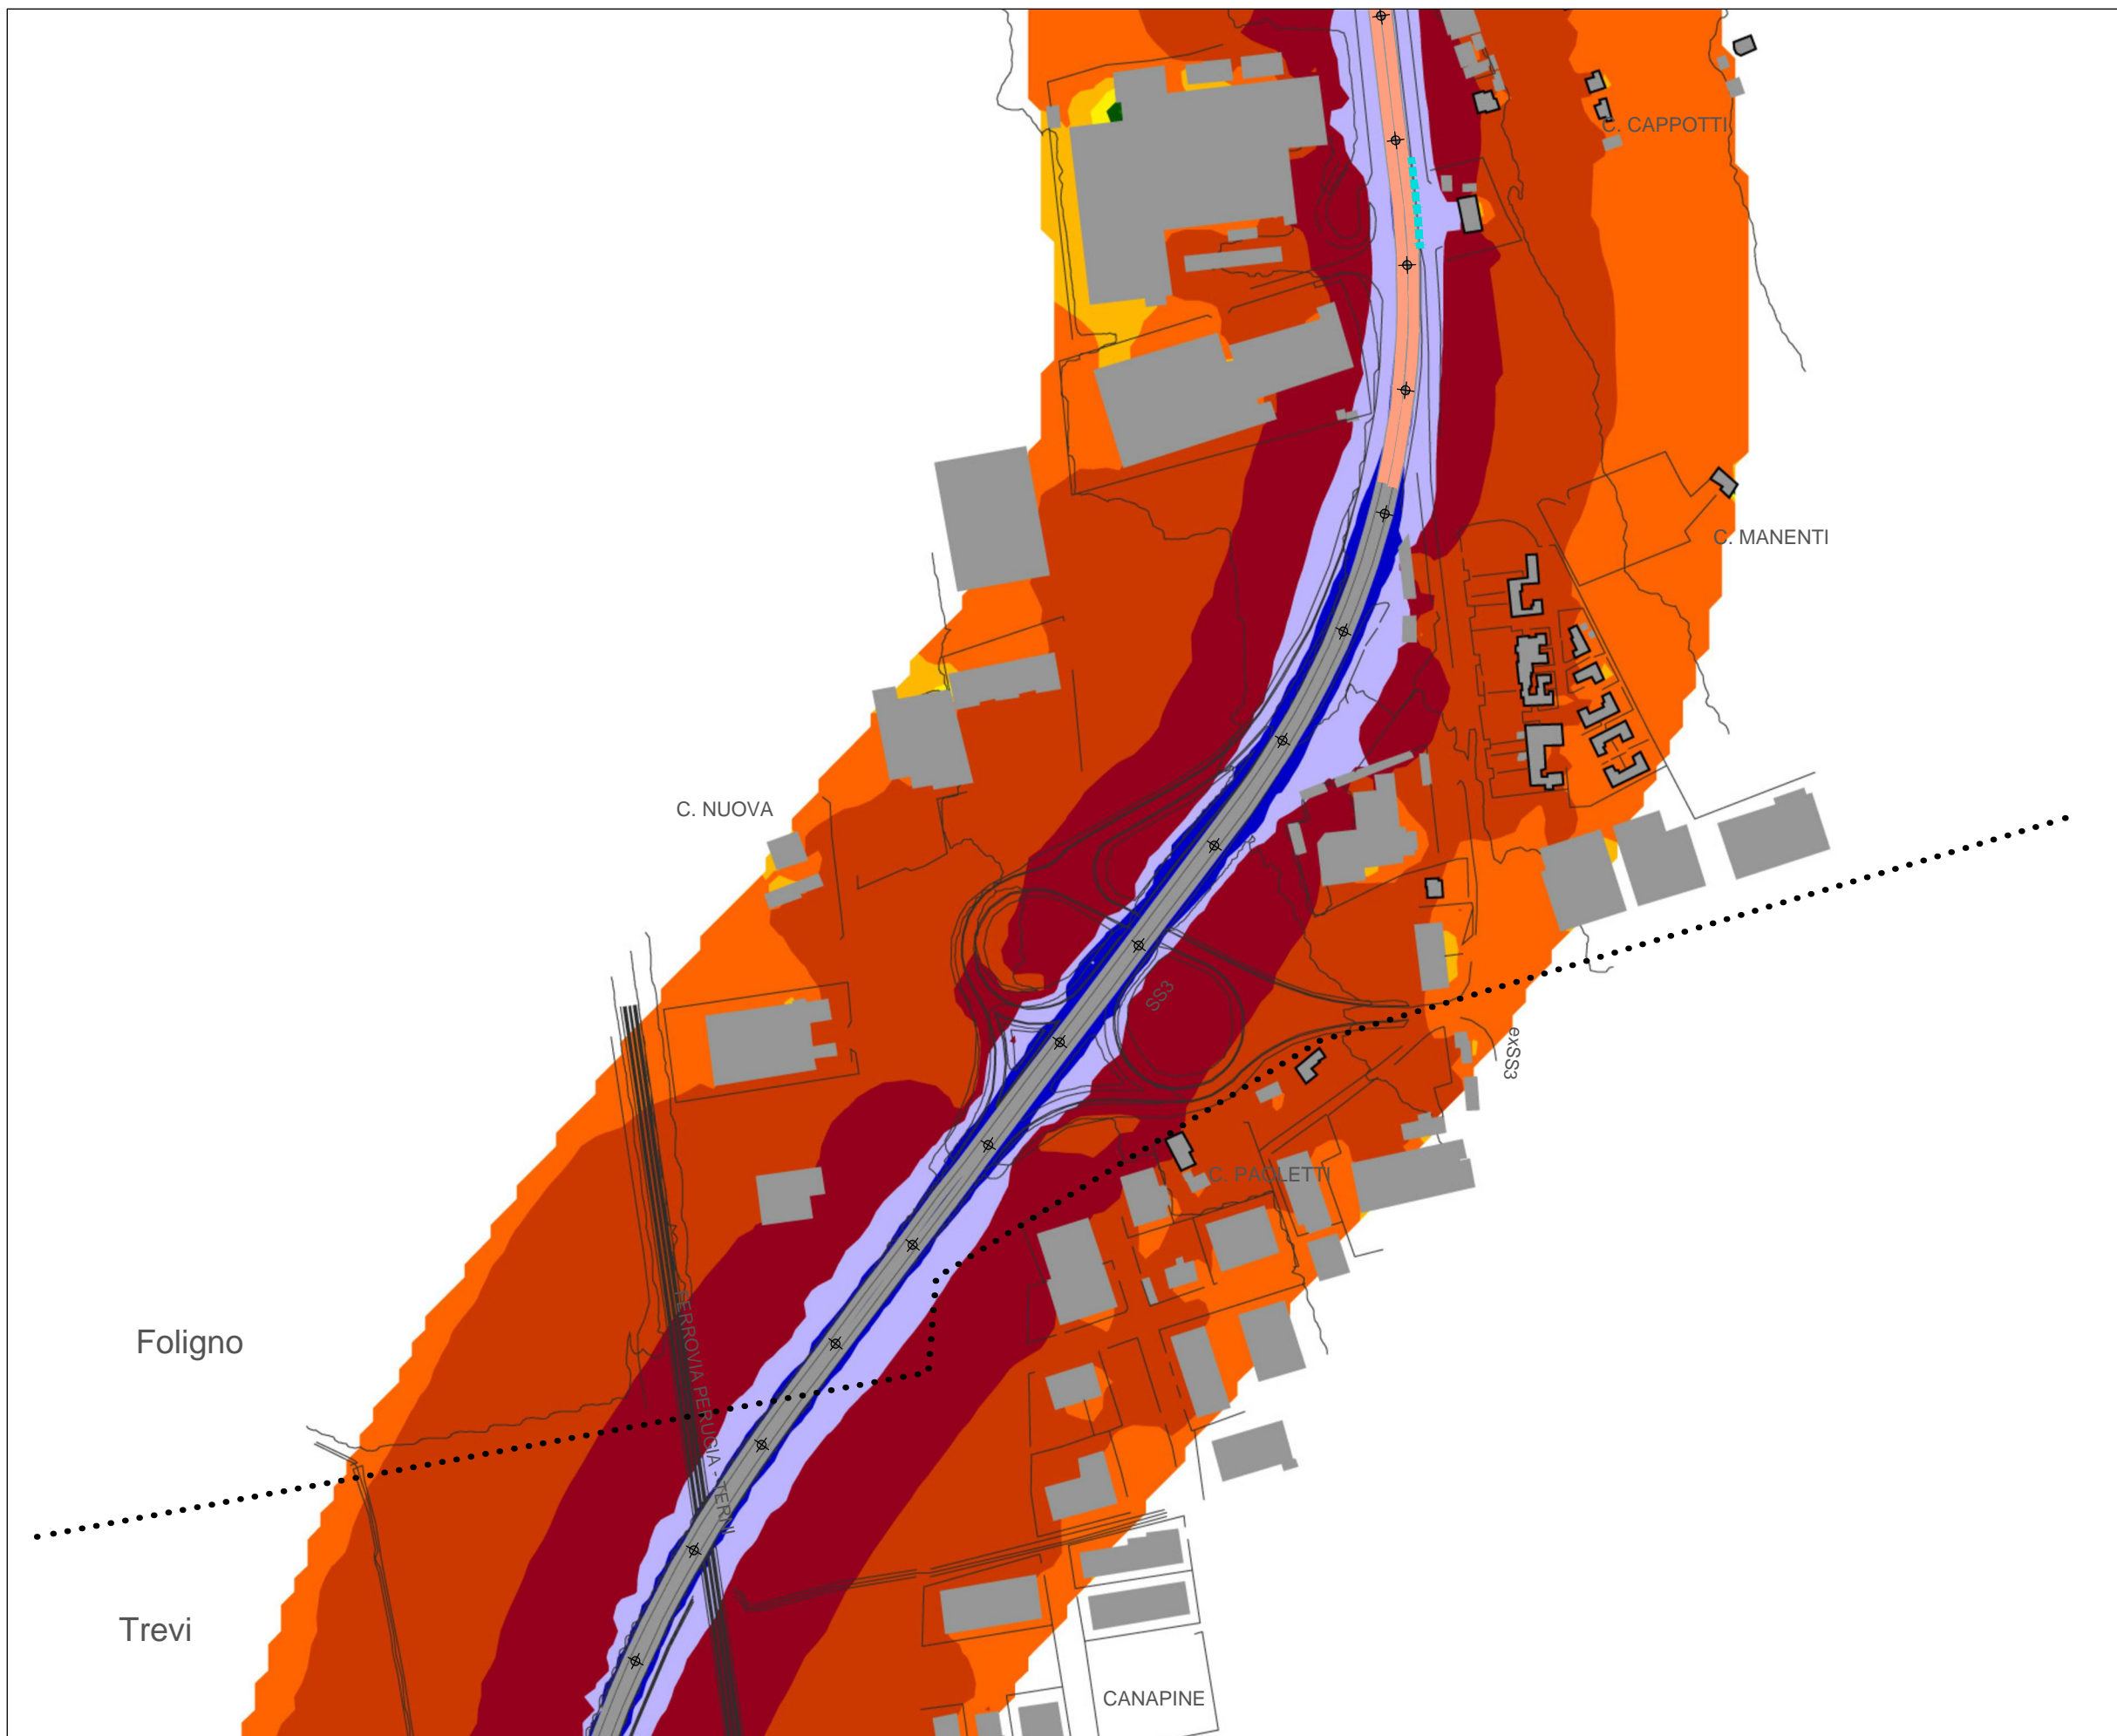 C. CAPPOTTI
C. MANENTI
C. NUOVA
SS3
exSS3
C. PAOLETTI
FERROVIA PERUGIA - TERNI
Foligno
Trevi
CANAPINE